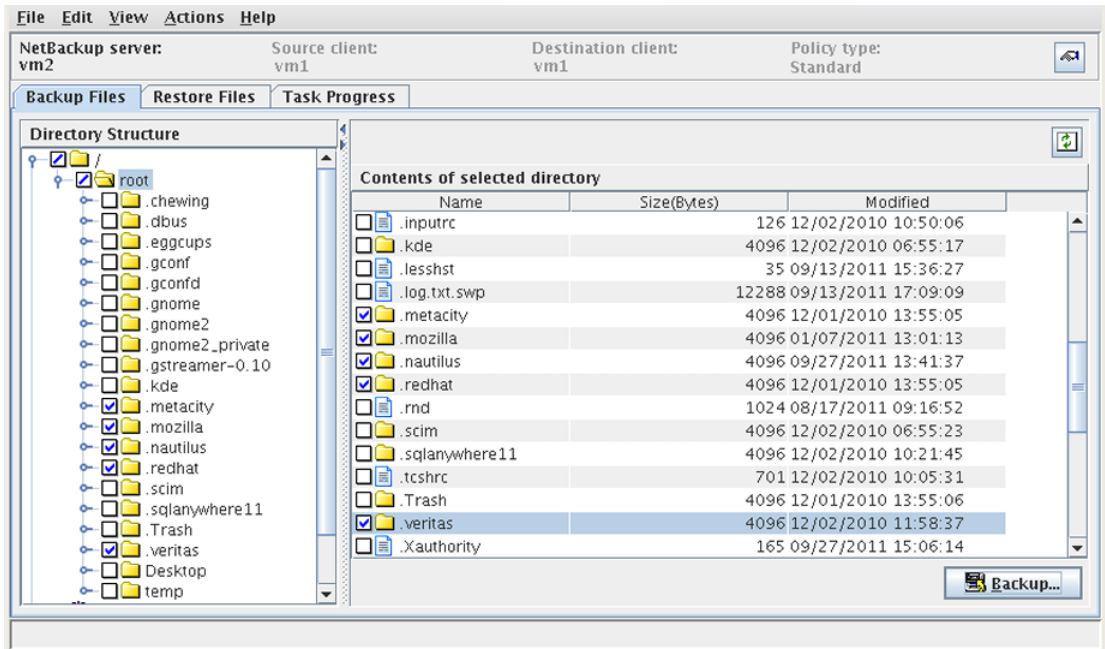 File Edit View Actions Help
NetBackup server: Source client: Destination client: Policy type:
vm2 vm1 vm1 Standard
Backup Files Restore Files Task Progress
Directory Structure
/
root
.chewing
.dbus
.eggcups
.gconf
.gconfd
.gnome
.gnome2
.gnome2_private
.gstreamer-0.10
.kde
.metacity
.mozilla
.nautilus
.redhat
.scim
.sqlanywhere11
.Trash
.veritas
Desktop
temp
Contents of selected directory
Name Size(Bytes) Modified
.inputrc 126 12/02/2010 10:50:06
.kde 4096 12/02/2010 06:55:17
.lesshst 35 09/13/2011 15:36:27
.log.txt.swp 12288 09/13/2011 17:09:09
.metacity 4096 12/01/2010 13:55:05
.mozilla 4096 01/07/2011 13:01:13
.nautilus 4096 09/27/2011 13:41:37
.redhat 4096 12/01/2010 13:55:05
.rnd 1024 08/17/2011 09:16:52
.scim 4096 12/02/2010 06:55:23
.sqlanywhere11 4096 12/02/2010 10:21:45
.tcshrc 701 12/02/2010 10:05:31
.Trash 4096 12/01/2010 13:55:06
.veritas 4096 12/02/2010 11:58:37
.Xauthority 165 09/27/2011 15:06:14
Backup...